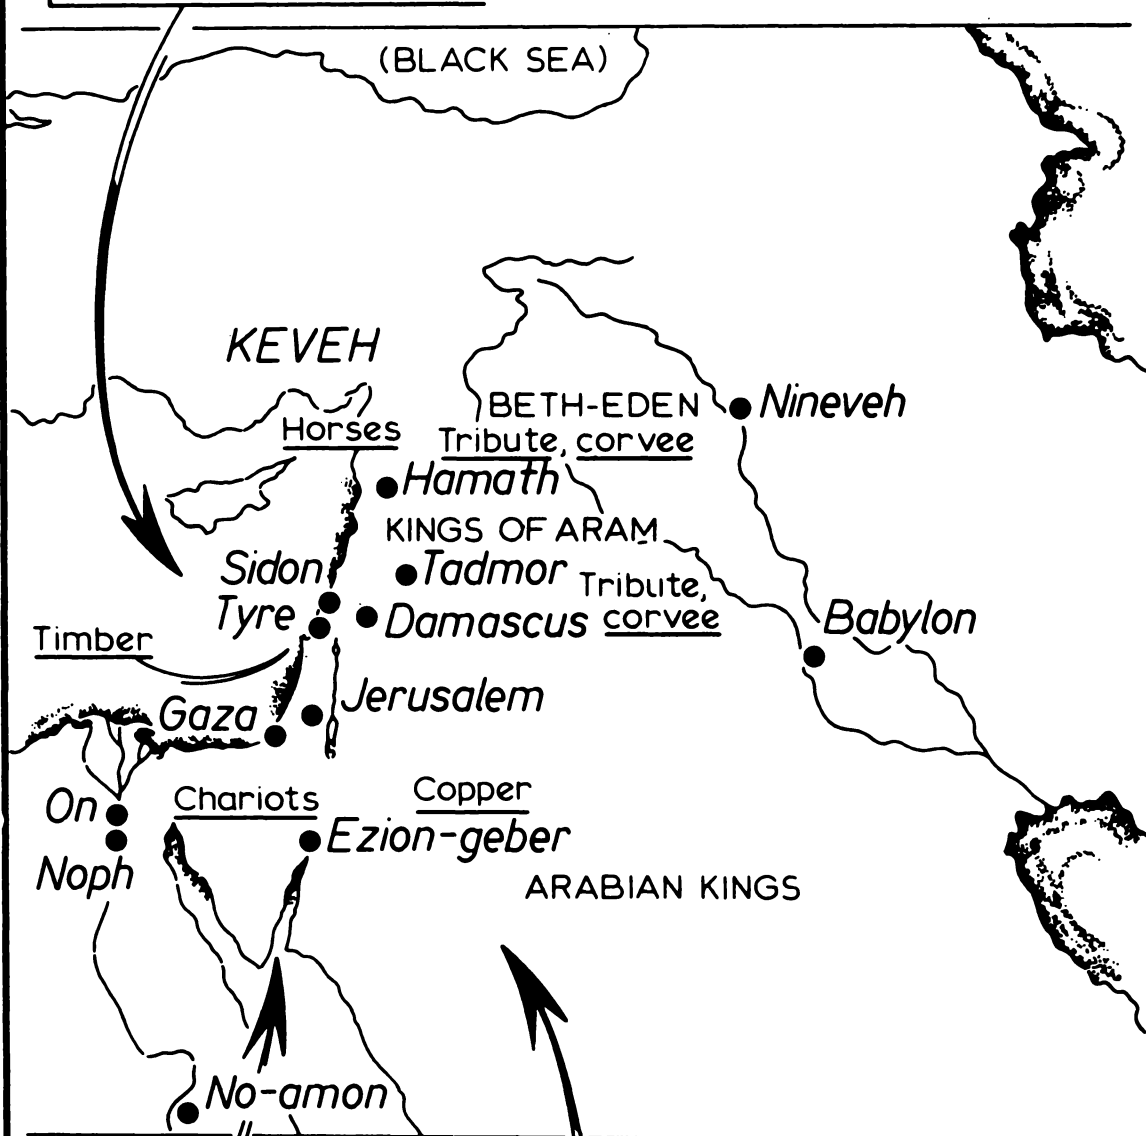 (BLACK SEA)
KEVEH
BETH-EDEN
Nineveh
Horses
Tribute, corvee
Hamath
KINGS OF ARAM
Sidon
Tadmor
Tribute,
Tyre
Damascus
corvee
Babylon
Timber
Jerusalem
Gaza
Copper
On
Chariots
Ezion-geber
Noph
ARABIAN KINGS
No-amon